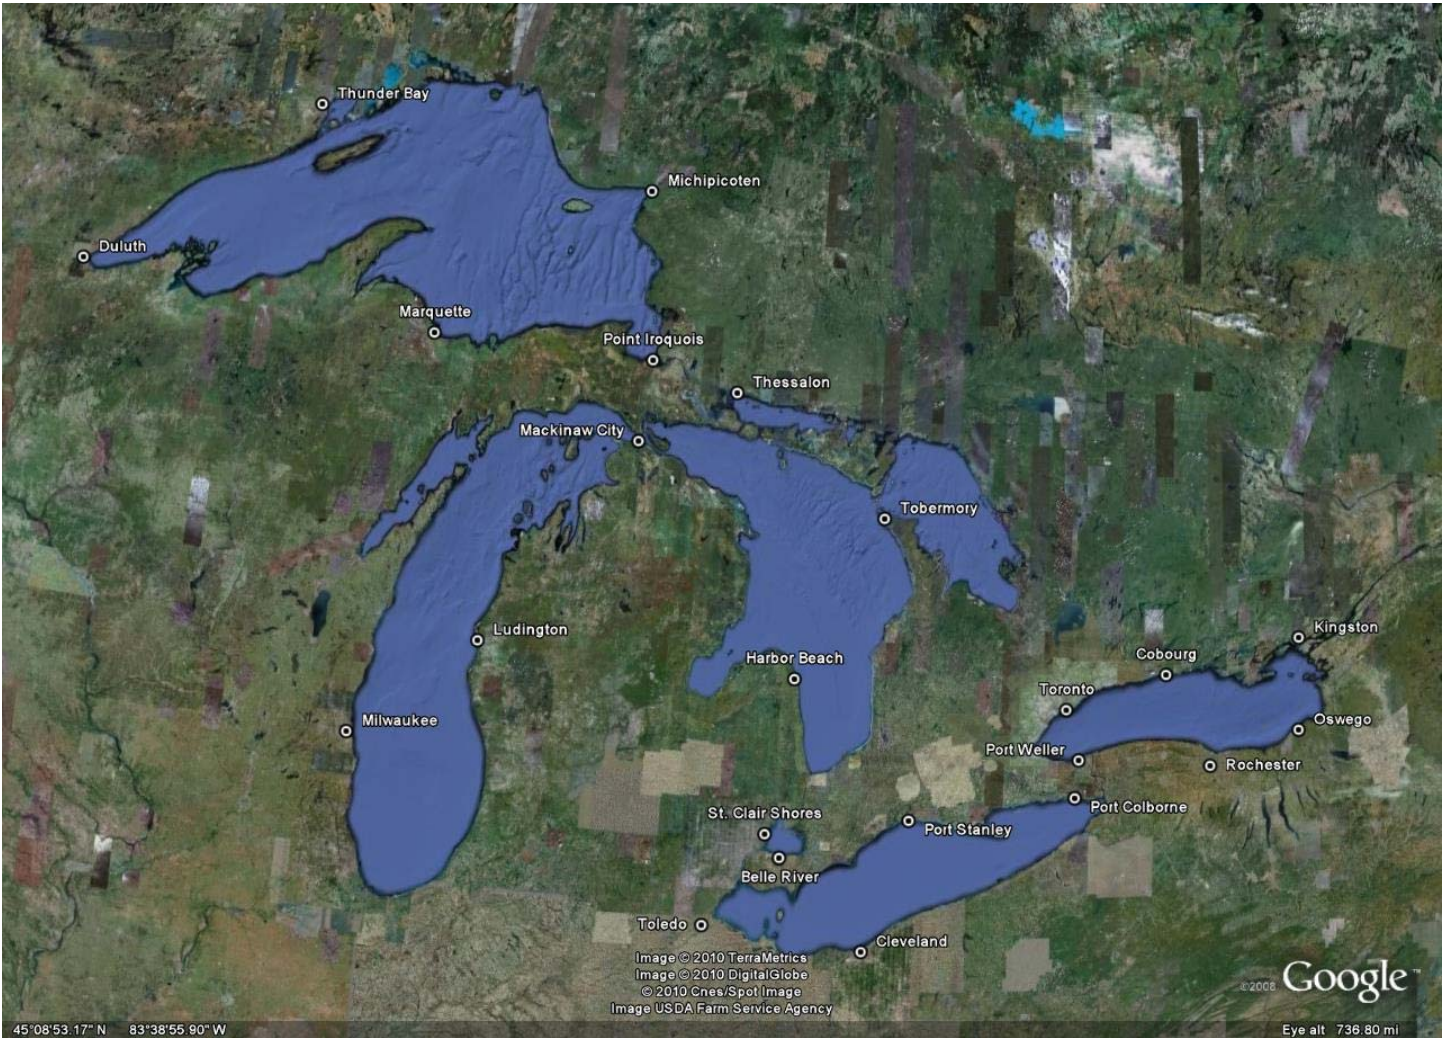 Thunder Bay
Michipicoten
Duluth
Marquette
Point Iroquois
Thessalon
Mackinaw City
Tobermory
Ludington
Kingston
Harbor Beach
Cobourg
Toronto
Milwaukee
Oswego
Port Weller
Rochester
Port Colborne
St. Clair Shores
Port Stanley
Belle River
Toledo
Cleveland
Image © 2010 TerraMetrics
Image © 2010 DigitalGlobe
© 2010 Cnes/Spot Image
Image USDA Farm Service Agency
©2008 Google™
45°08'53.17" N 83°38'55.90" W
Eye alt 736.80 mi